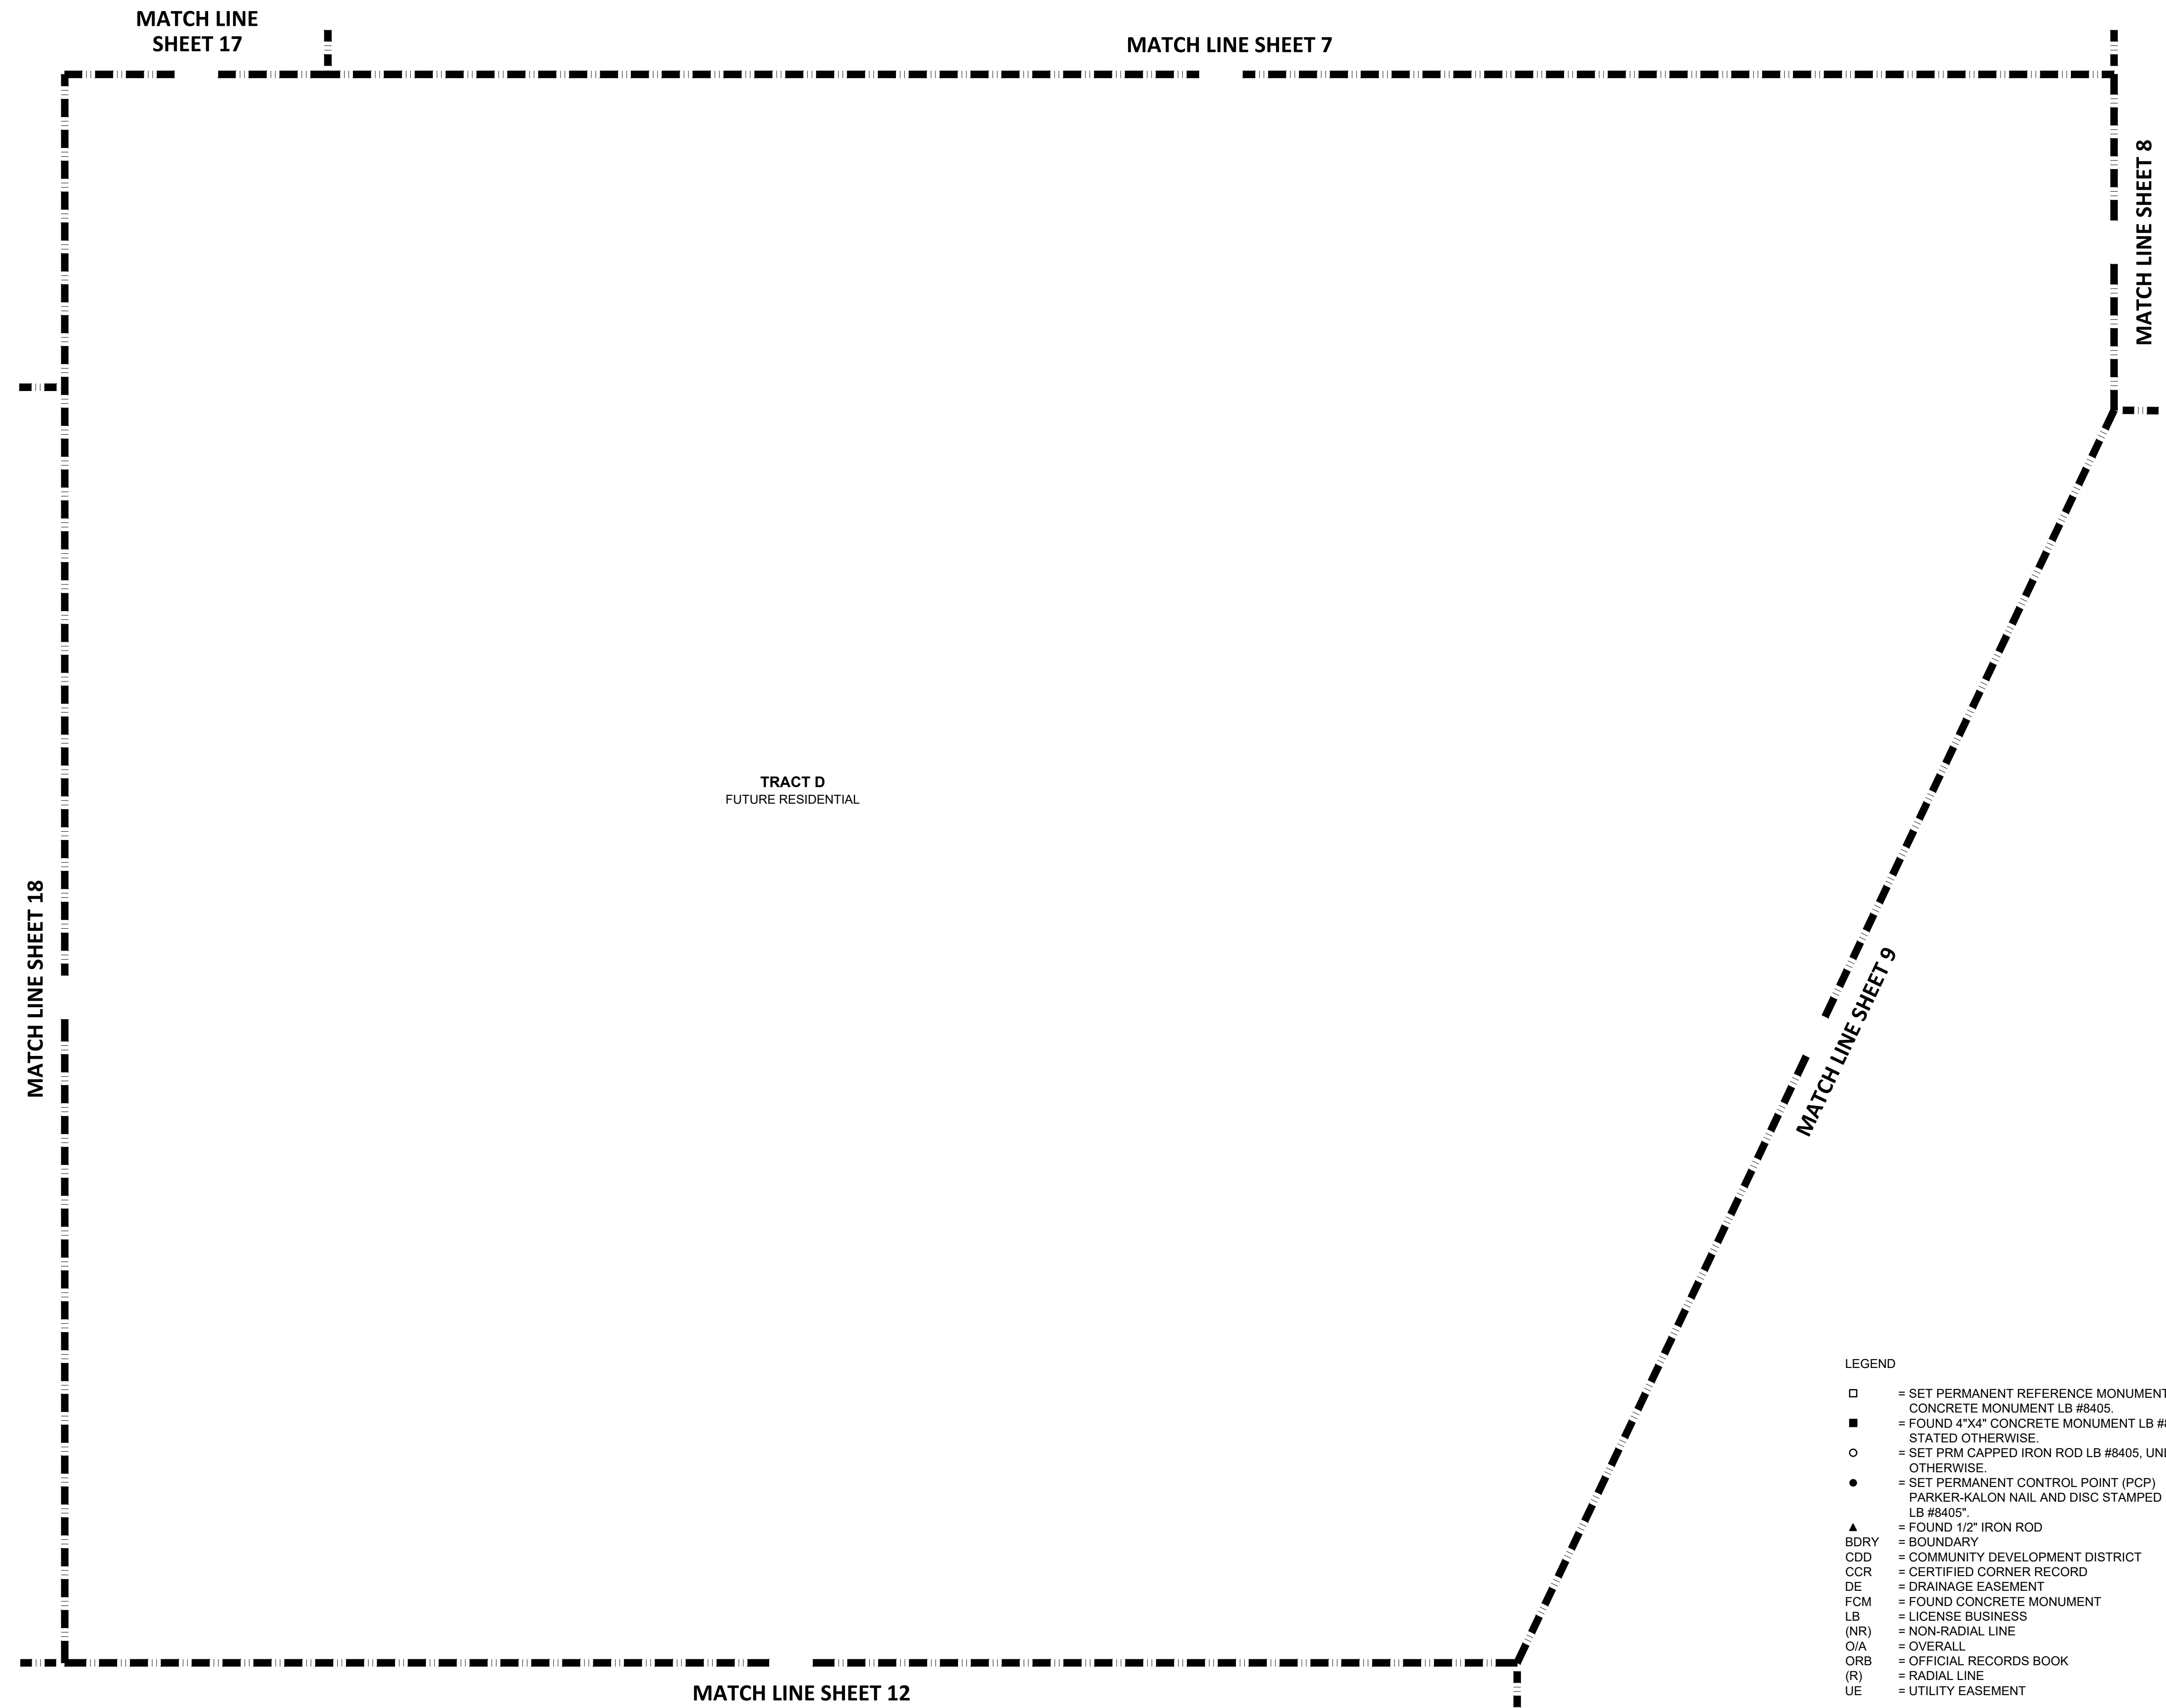 MATCH LINE
SHEET 17
MATCH LINE SHEET 7
MATCH LINE SHEET 8
TRACT D
FUTURE RESIDENTIAL
MATCH LINE SHEET 18
MATCH LINE SHEET 9
LEGEND
= SET PERMANENT REFERENCE MONUMENT
CONCRETE MONUMENT LB #8405.
= FOUND 4"X4" CONCRETE MONUMENT LB
STATED OTHERWISE.
= SET PRM CAPPED IRON ROD LB #8405,
OTHERWISE.
= SET PERMANENT CONTROL POINT (PCP)
PARKER-KALON NAIL AND DISC STAMPED
LB #8405".
= FOUND 1/2" IRON ROD
BDRY = BOUNDARY
CDD = COMMUNITY DEVELOPMENT DISTRICT
CCR = CERTIFIED CORNER RECORD
DE = DRAINAGE EASEMENT
FCM = FOUND CONCRETE MONUMENT
LB = LICENSE BUSINESS
(NR) = NON-RADIAL LINE
O/A = OVERALL
ORB = OFFICIAL RECORDS BOOK
(R) = RADIAL LINE
UE = UTILITY EASEMENT
MATCH LINE SHEET 12